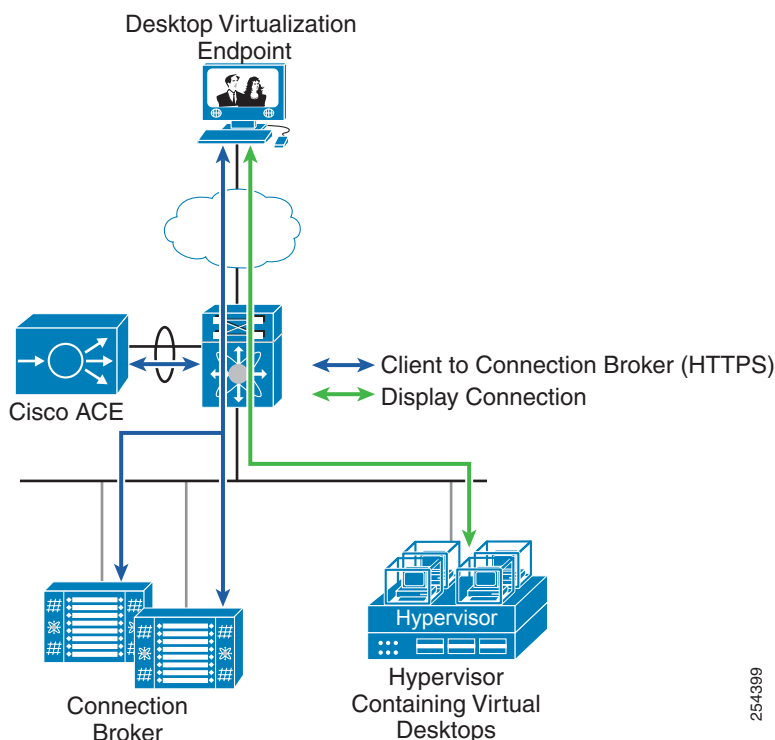 Desktop Virtualization
Endpoint
Client to Connection Broker (HTTPS)
Display Connection
Cisco ACE
Hypervisor
Connection
Broker
Hypervisor
Containing Virtual
Desktops
254399